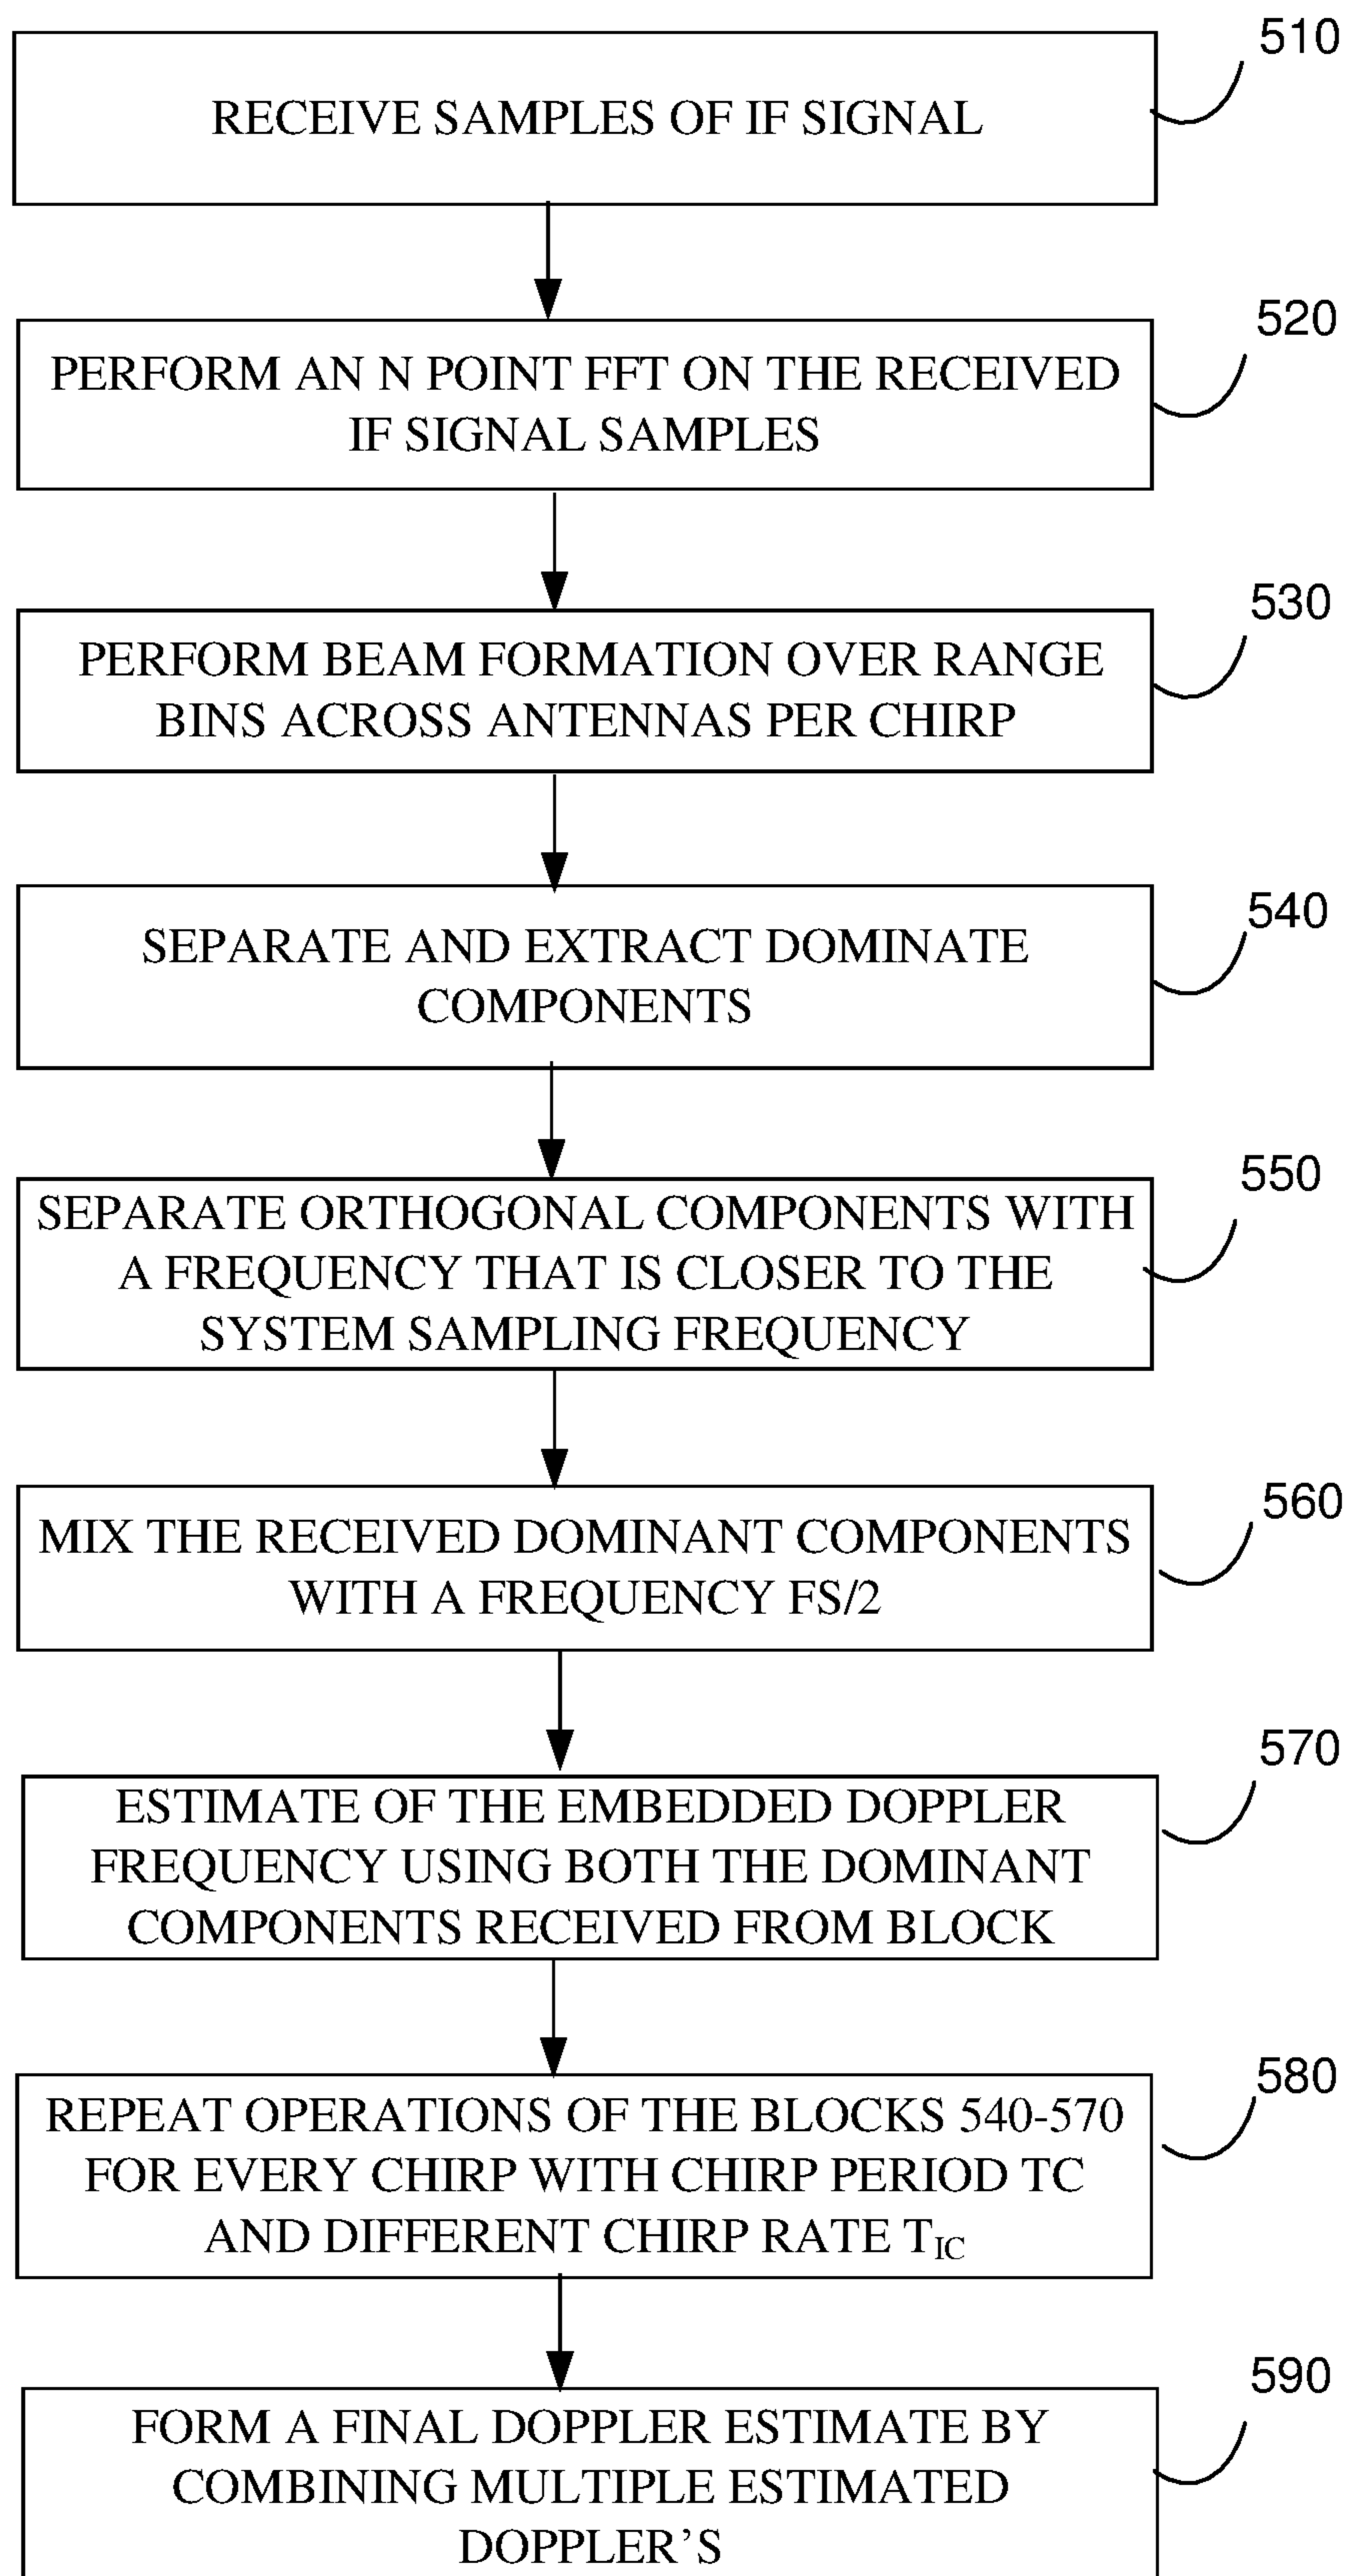 510
RECEIVE SAMPLES OF IF SIGNAL
520
PERFORM AN N POINT FFT ON THE RECEIVED
IF SIGNAL SAMPLES
530
PERFORM BEAM FORMATION OVER RANGE
BINS ACROSS ANTENNAS PER CHIRP
540
SEPARATE AND EXTRACT DOMINATE
COMPONENTS
550
SEPARATE ORTHOGONAL COMPONENTS WITH
A FREQUENCY THAT IS CLOSER TO THE
SYSTEM SAMPLING FREQUENCY
560
MIX THE RECEIVED DOMINANT COMPONENTS
WITH A FREQUENCY FS/2
570
ESTIMATE OF THE EMBEDDED DOPPLER
FREQUENCY USING BOTH THE DOMINANT
COMPONENTS RECEIVED FROM BLOCK
580
REPEAT OPERATIONS OF THE BLOCKS 540-570
FOR EVERY CHIRP WITH CHIRP PERIOD TC
AND DIFFERENT CHIRP RATE T_IC
590
FORM A FINAL DOPPLER ESTIMATE BY
COMBINING MULTIPLE ESTIMATED
DOPPLER’S